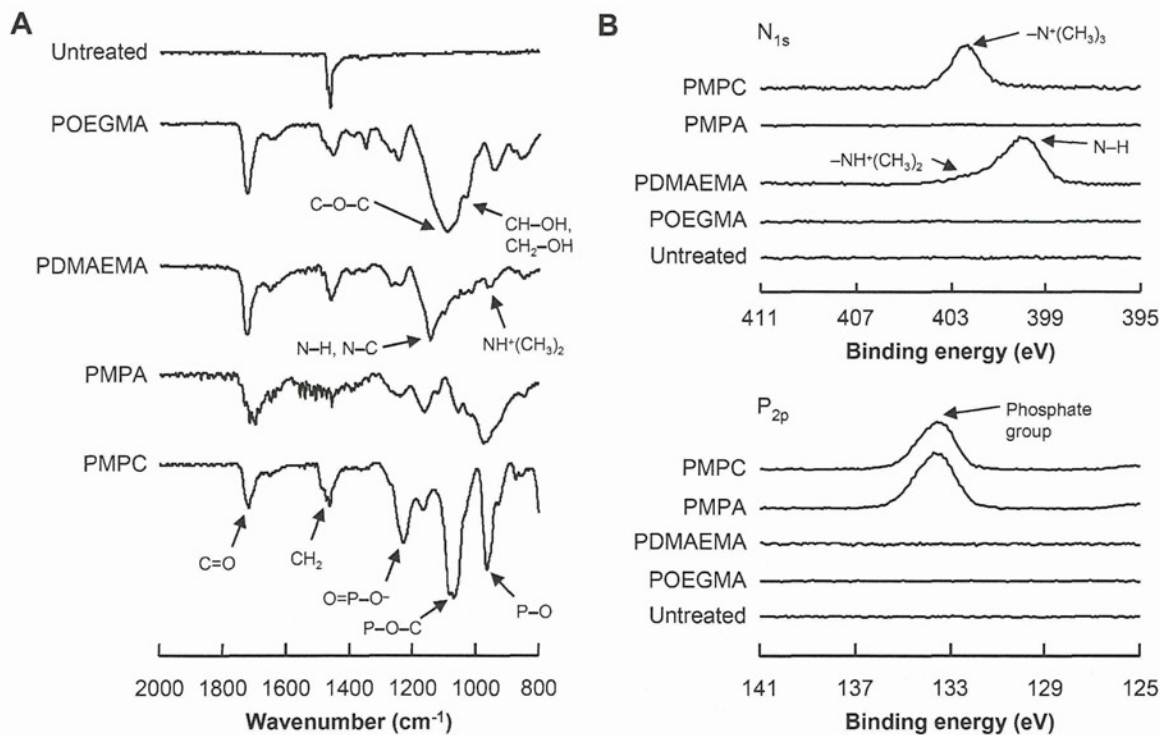 A
Untreated
POEGMA
C–O–C
CH–OH,
CH₂–OH
PDMAEMA
N–H, N–C
NH⁺(CH₃)₂
PMPA
PMPC
C=O
CH₂
O=P–O⁻
P–O–C
P–O
2000 1800 1600 1400 1200 1000 800
Wavenumber (cm⁻¹)
B
N₁ₛ
–N⁺(CH₃)₃
PMPC
PMPA
–NH⁺(CH₃)₂
N–H
PDMAEMA
POEGMA
Untreated
411 407 403 399 395
Binding energy (eV)
P₂ₚ
Phosphate
group
PMPC
PMPA
PDMAEMA
POEGMA
Untreated
141 137 133 129 125
Binding energy (eV)